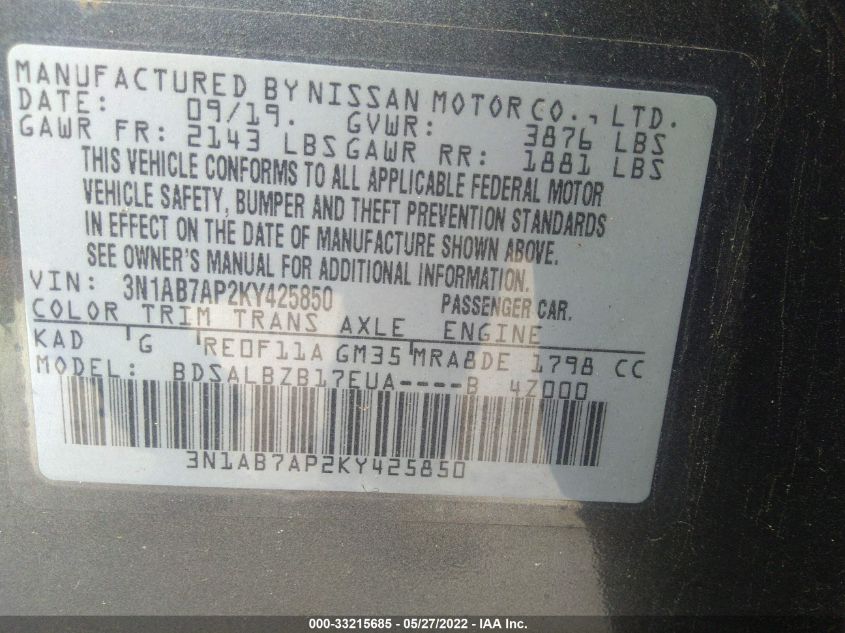 MANUFACTURED BY NISSAN MOTOR CO., LTD.
DATE: 09/19. GVWR: 3876 LBS
GAWR FR: 2143 LBS GAWR RR: 1881 LBS
THIS VEHICLE CONFORMS TO ALL APPLICABLE FEDERAL MOTOR
VEHICLE SAFETY, BUMPER AND THEFT PREVENTION STANDARDS
IN EFFECT ON THE DATE OF MANUFACTURE SHOWN ABOVE.
SEE OWNER'S MANUAL FOR ADDITIONAL INFORMATION.
VIN: 3N1AB7AP2KY425850 PASSENGER CAR.
COLOR TRIM TRANS AXLE ENGINE
KAD G RE0F11A GM35 MRA8DE 1798 CC
MODEL: BDSALBZB17EUA----B 4Z000
3N1AB7AP2KY425850
000-33215685 - 05/27/2022 - IAA Inc.